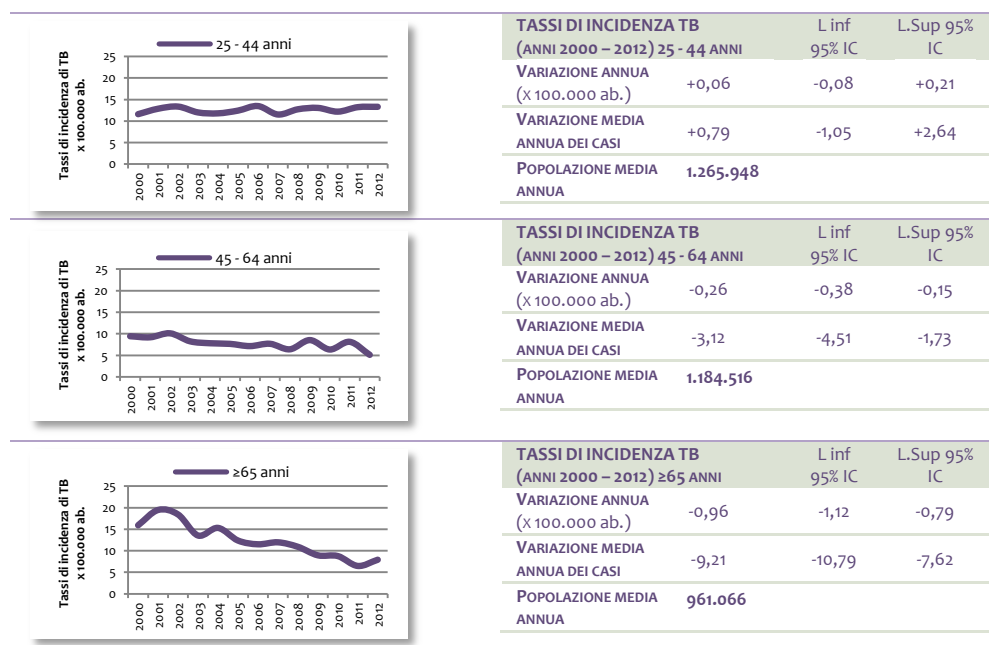 25 - 44 anni
Tassi di incidenza di TB
x 100.000 ab.
25
20
15
10
5
0
2000 2001 2002 2003 2004 2005 2006 2007 2008 2009 2010 2011 2012
TASSI DI INCIDENZA TB L inf L.Sup 95%
(ANNI 2000 – 2012) 25 - 44 ANNI 95% IC IC
VARIAZIONE ANNUA
(x 100.000 ab.) +0,06 -0,08 +0,21
VARIAZIONE MEDIA
ANNUA DEI CASI +0,79 -1,05 +2,64
POPOLAZIONE MEDIA 1.265.948
ANNUA
45 - 64 anni
Tassi di incidenza di TB
x 100.000 ab.
25
20
15
10
5
0
2000 2001 2002 2003 2004 2005 2006 2007 2008 2009 2010 2011 2012
TASSI DI INCIDENZA TB L inf L.Sup 95%
(ANNI 2000 – 2012) 45 - 64 ANNI 95% IC IC
VARIAZIONE ANNUA
(x 100.000 ab.) -0,26 -0,38 -0,15
VARIAZIONE MEDIA
ANNUA DEI CASI -3,12 -4,51 -1,73
POPOLAZIONE MEDIA 1.184.516
ANNUA
≥65 anni
Tassi di incidenza di TB
x 100.000 ab.
25
20
15
10
5
0
2000 2001 2002 2003 2004 2005 2006 2007 2008 2009 2010 2011 2012
TASSI DI INCIDENZA TB L inf L.Sup 95%
(ANNI 2000 – 2012) ≥65 ANNI 95% IC IC
VARIAZIONE ANNUA
(x 100.000 ab.) -0,96 -1,12 -0,79
VARIAZIONE MEDIA
ANNUA DEI CASI -9,21 -10,79 -7,62
POPOLAZIONE MEDIA 961.066
ANNUA